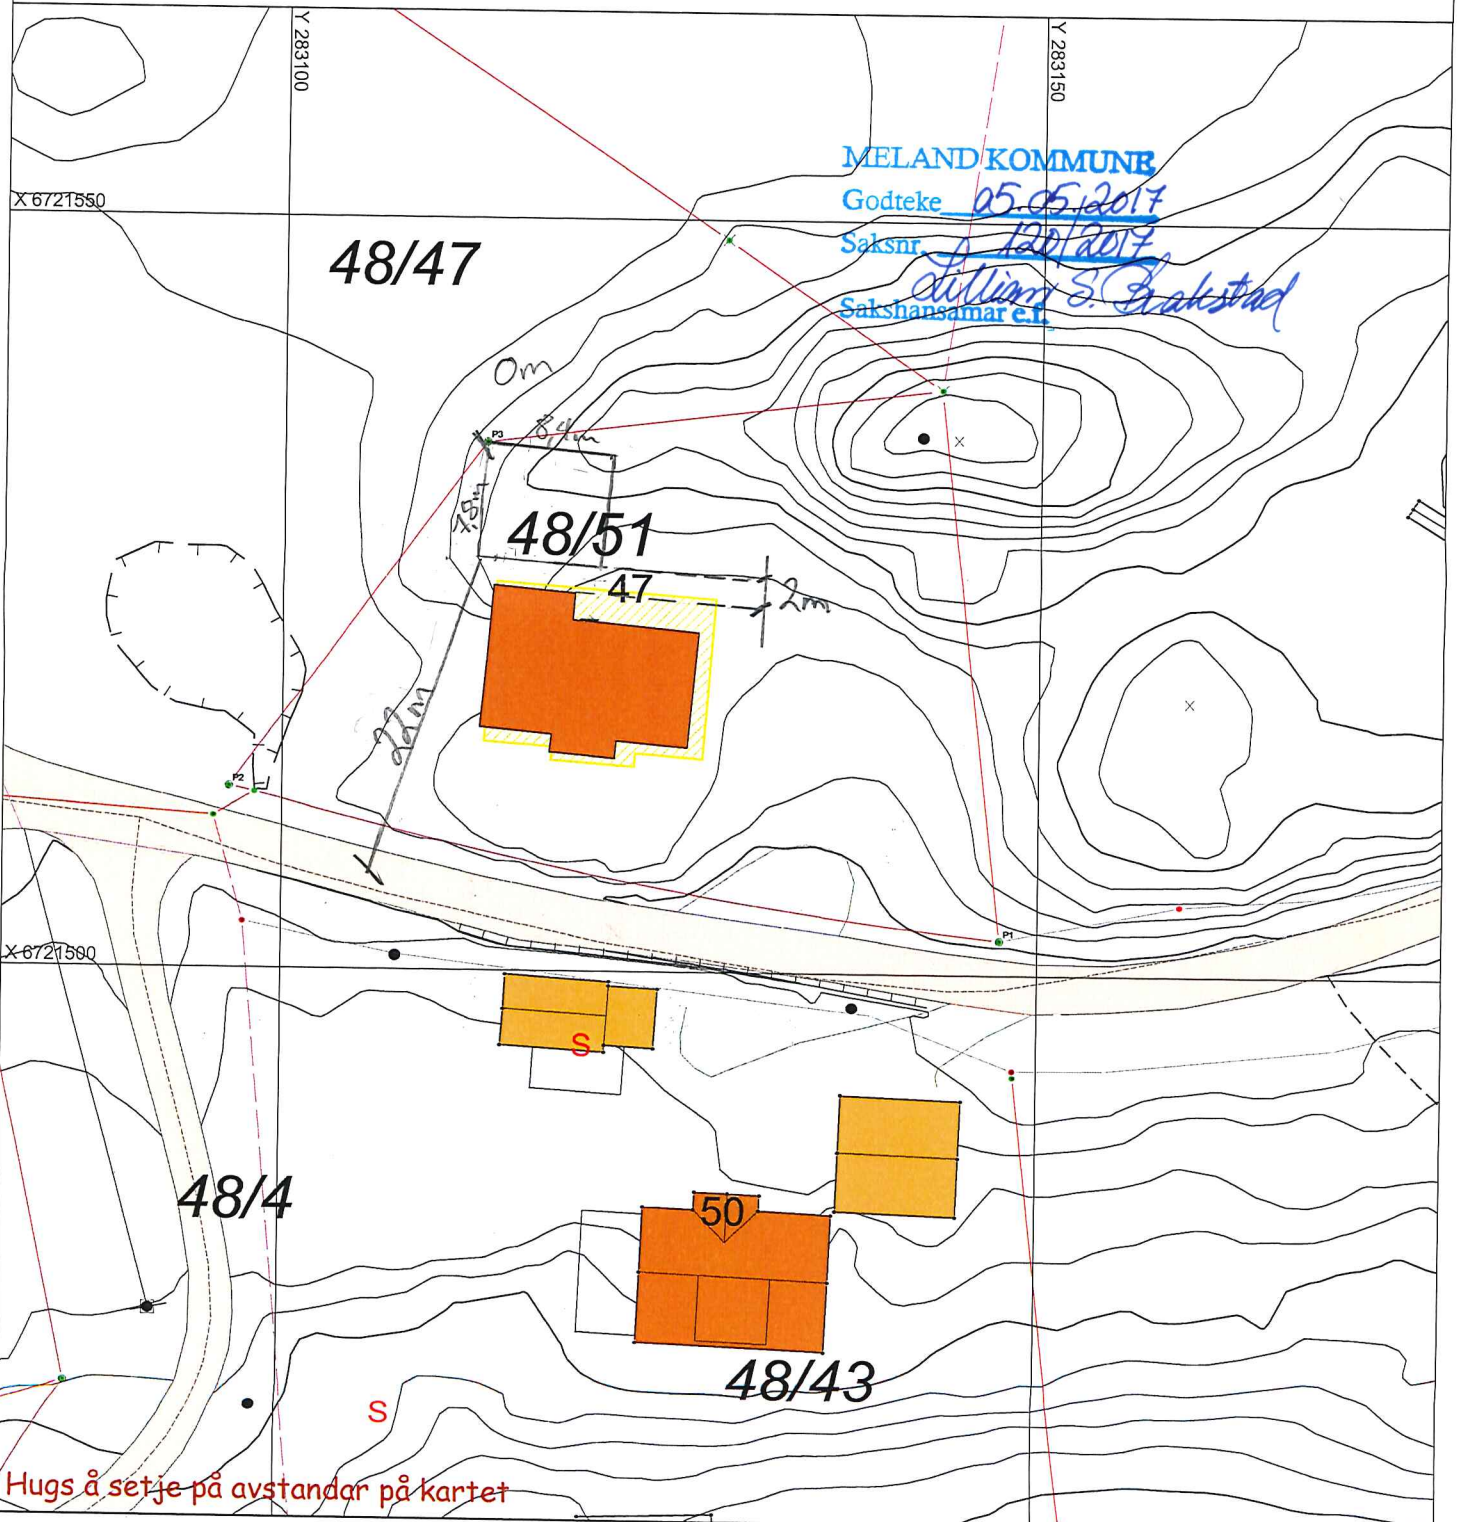 Y 283100
Y 283150
MELAND KOMMUNE
Godteke 05.05.2017
X 6721550
Saksnr. 120/2017
48/47
Lillian S. Brakstad
Sakshansamar e.f.
0m
P3
8,4m
7,8m
48/51
47
2m
22m
P2
P1
X 6721500
S
48/4
50
48/43
S
Hugs å setje på avstandar på kartet